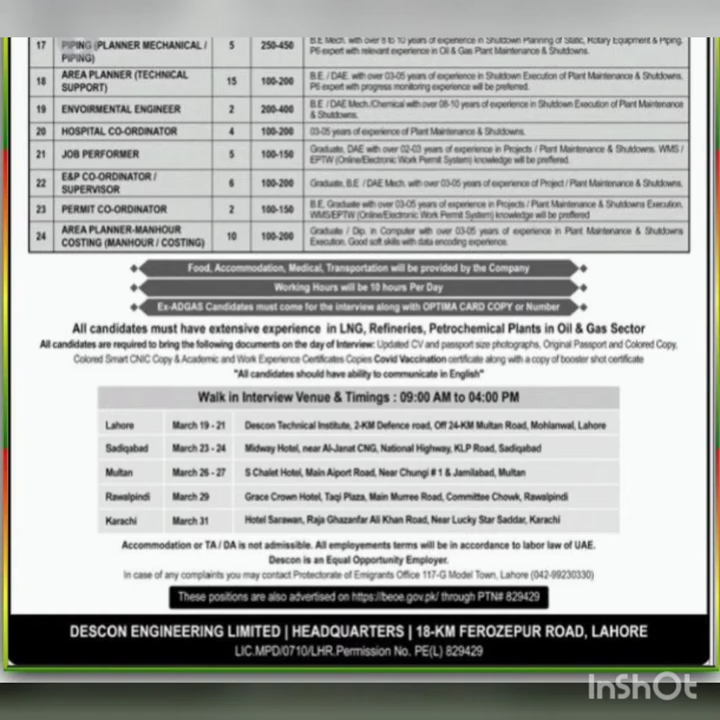 17 PIPING (PLANNER MECHANICAL / PIPING) 5 250-450 B.E Mech. with over 8 to 10 years of experience in Shutdown Planning of Static, Rotary Equipment & Piping. P6 expert with relevant experience in Oil & Gas Plant Maintenance & Shutdowns.
18 AREA PLANNER (TECHNICAL SUPPORT) 15 100-200 B.E. / DAE. with over 03-05 years of experience in Shutdown Execution of Plant Maintenance & Shutdowns. P6 expert with progress monitoring experience will be preferred.
19 ENVOIRMENTAL ENGINEER 2 200-400 B.E / DAE Mech./Chemical with over 08-10 years of experience in Shutdown Execution of Plant Maintenance & Shutdowns.
20 HOSPITAL CO-ORDINATOR 4 100-200 03-05 years of experience of Plant Maintenance & Shutdowns.
21 JOB PERFORMER 5 100-150 Graduate, DAE with over 02-03 years of experience in Projects / Plant Maintenance & Shutdowns. WMS / EPTW (Online/Electronic Work Permit System) knowledge will be preffered.
22 E&P CO-ORDINATOR / SUPERVISOR 6 100-200 Graduate, B.E / DAE Mech. with over 03-05 years of experience of Project / Plant Maintenance & Shutdowns.
23 PERMIT CO-ORDINATOR 2 100-150 B.E, Graduate with over 03-05 years of experience in Projects / Plant Maintenance & Shutdowns Execution. WMS/EPTW (Online/Electronic Work Permit System) knowledge will be preffered
24 AREA PLANNER-MANHOUR COSTING (MANHOUR / COSTING) 10 100-200 Graduate / Dip. in Computer with over 03-05 years of experience in Plant Maintenance & Shutdowns Execution. Good soft skills with data encoding experience.
Food, Accommodation, Medical, Transportation will be provided by the Company
Working Hours will be 10 hours Per Day
Ex-ADGAS Candidates must come for the interview along with OPTIMA CARD COPY or Number
All candidates must have extensive experience in LNG, Refineries, Petrochemical Plants in Oil & Gas Sector
All candidates are required to bring the following documents on the day of Interview: Updated CV and passport size photographs, Original Passport and Colored Copy,
Colored Smart CNIC Copy & Academic and Work Experience Certificates Copies Covid Vaccination certificate along with a copy of booster shot certificate
"All candidates should have ability to communicate in English"
Walk in Interview Venue & Timings : 09:00 AM to 04:00 PM
Lahore March 19 - 21 Descon Technical Institute, 2-KM Defence road, Off 24-KM Multan Road, Mohlanwal, Lahore
Sadiqabad March 23 - 24 Midway Hotel, near Al-Janat CNG, National Highway, KLP Road, Sadiqabad
Multan March 26 - 27 S Chalet Hotel, Main Aiport Road, Near Chungi # 1 & Jamilabad, Multan
Rawalpindi March 29 Grace Crown Hotel, Taqi Plaza, Main Murree Road, Committee Chowk, Rawalpindi
Karachi March 31 Hotel Sarawan, Raja Ghazanfar Ali Khan Road, Near Lucky Star Saddar, Karachi
Accommodation or TA / DA is not admissible. All employements terms will be in accordance to labor law of UAE.
Descon is an Equal Opportunity Employer.
In case of any complaints you may contact Protectorate of Emigrants Office 117-G Model Town, Lahore (042-99230330)
These positions are also advertised on https://beoe.gov.pk/ through PTN# 829429
DESCON ENGINEERING LIMITED | HEADQUARTERS | 18-KM FEROZEPUR ROAD, LAHORE
LIC.MPD/0710/LHR.Permission No. PE(L) 829429
InShOt